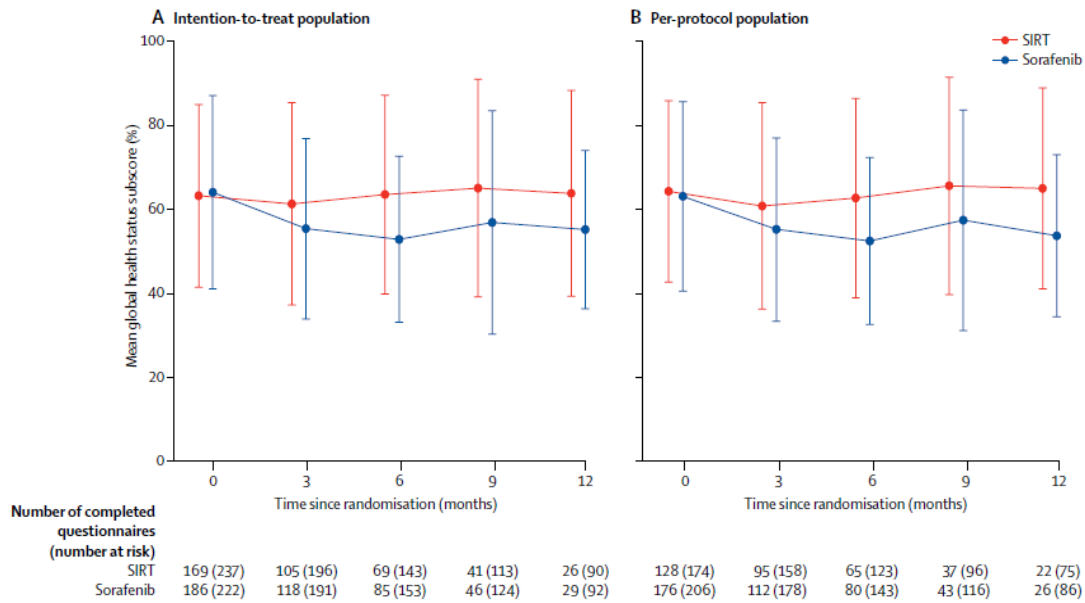 A Intention-to-treat population
B Per-protocol population
SIRT
Sorafenib
Mean global health status subscore (%)
100
80
60
40
20
0
0 3 6 9 12
0 3 6 9 12
Time since randomisation (months)
Time since randomisation (months)
Number of completed
questionnaires
(number at risk)
SIRT 169 (237) 105 (196) 69 (143) 41 (113) 26 (90) 128 (174) 95 (158) 65 (123) 37 (96) 22 (75)
Sorafenib 186 (222) 118 (191) 85 (153) 46 (124) 29 (92) 176 (206) 112 (178) 80 (143) 43 (116) 26 (86)